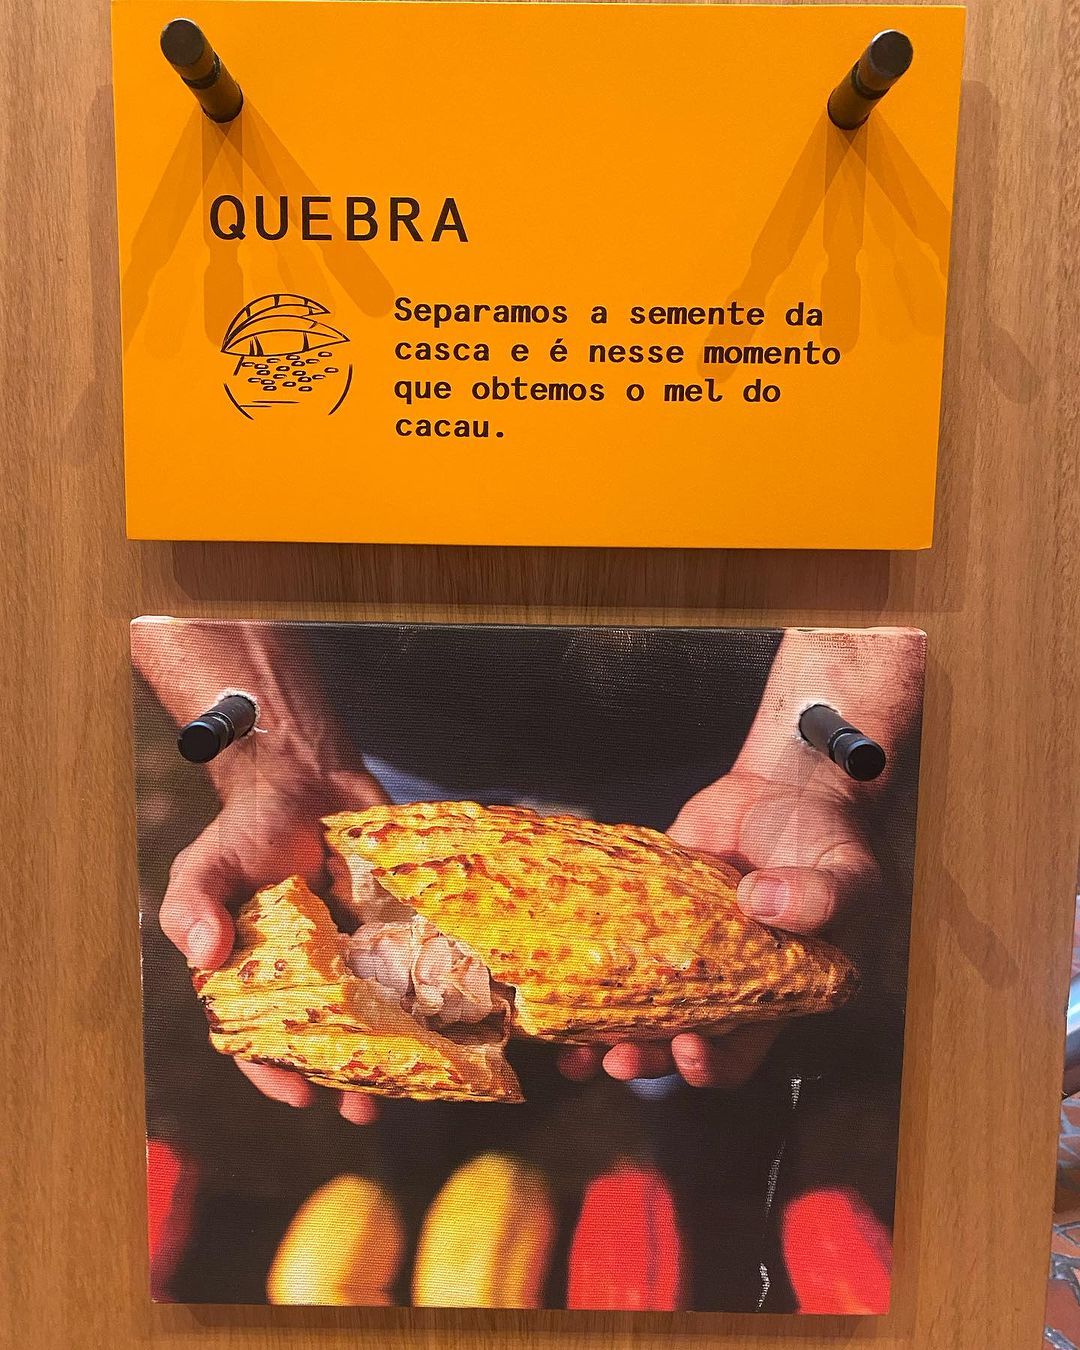 QUEBRA
Separamos a semente da
casca e é nesse momento
que obtemos o mel do
cacau.